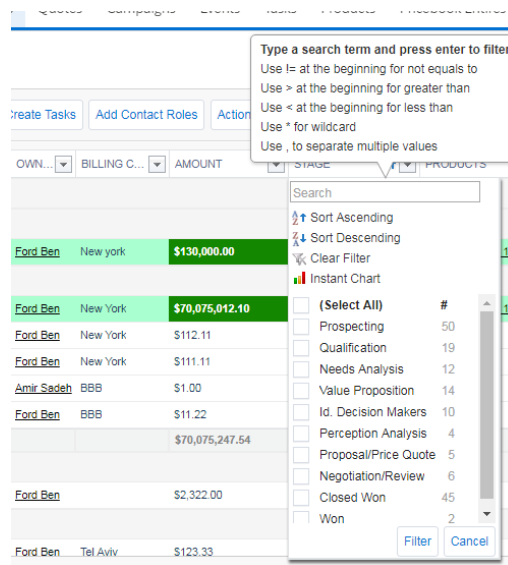 Quotes Campaigns Events Tasks Products Pricebook Entires
Type a search term and press enter to filter
Use != at the beginning for not equals to
Use > at the beginning for greater than
Use < at the beginning for less than
Use * for wildcard
Use , to separate multiple values
Create Tasks Add Contact Roles Action
OWN... BILLING C... AMOUNT STAGE PRODUCTS
Search
Sort Ascending
Sort Descending
Clear Filter
Instant Chart
(Select All) #
Prospecting 50
Qualification 19
Needs Analysis 12
Value Proposition 14
Id. Decision Makers 10
Perception Analysis 4
Proposal/Price Quote 5
Negotiation/Review 6
Closed Won 45
Won 2
Filter Cancel
Ford Ben New york $130,000.00
Ford Ben New York $70,075,012.10
Ford Ben New York $112.11
Ford Ben New York $111.11
Amir Sadeh BBB $1.00
Ford Ben BBB $11.22
$70,075,247.54
Ford Ben $2,322.00
Ford Ben Tel Aviv $123.33